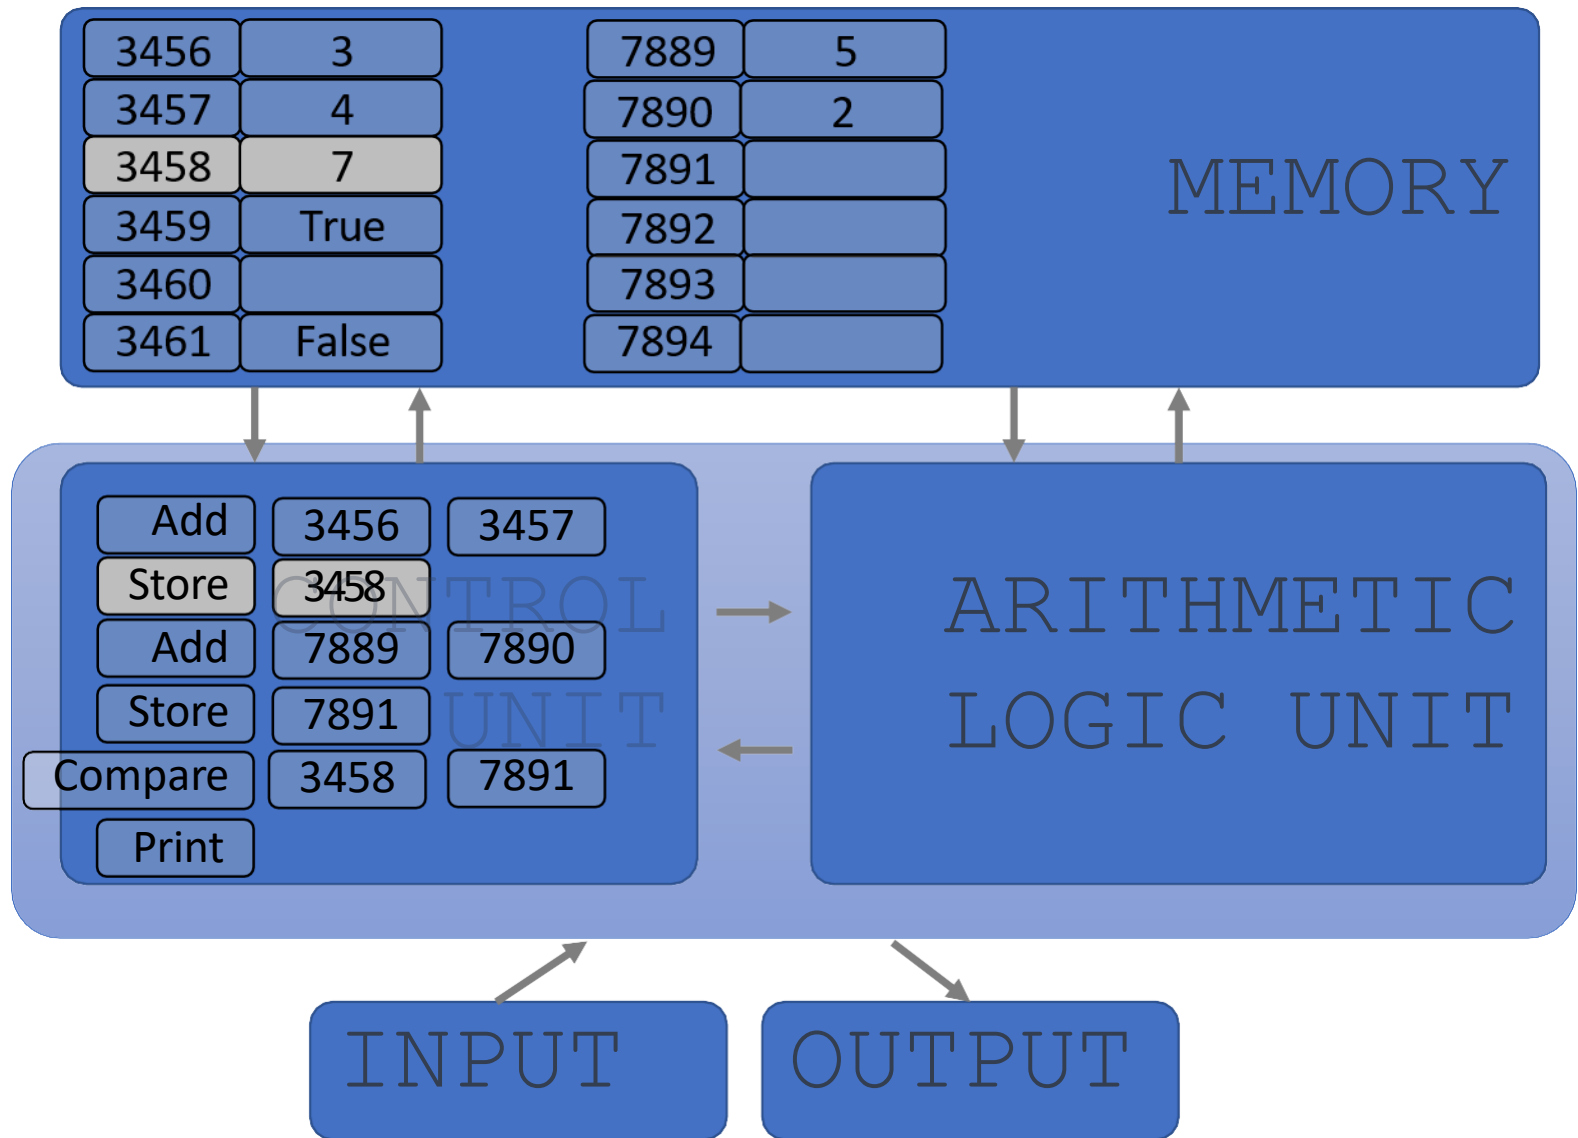 3456 3 7889 5
3457 4 7890 2
3458 7 7891
3459 True 7892
3460 7893
3461 False 7894
MEMORY
Add 3456 3457
Store 3458
Add 7889 7890
Store 7891
Compare 3458 7891
Print
CONTROL
UNIT
ARITHMETIC
LOGIC UNIT
INPUT
OUTPUT